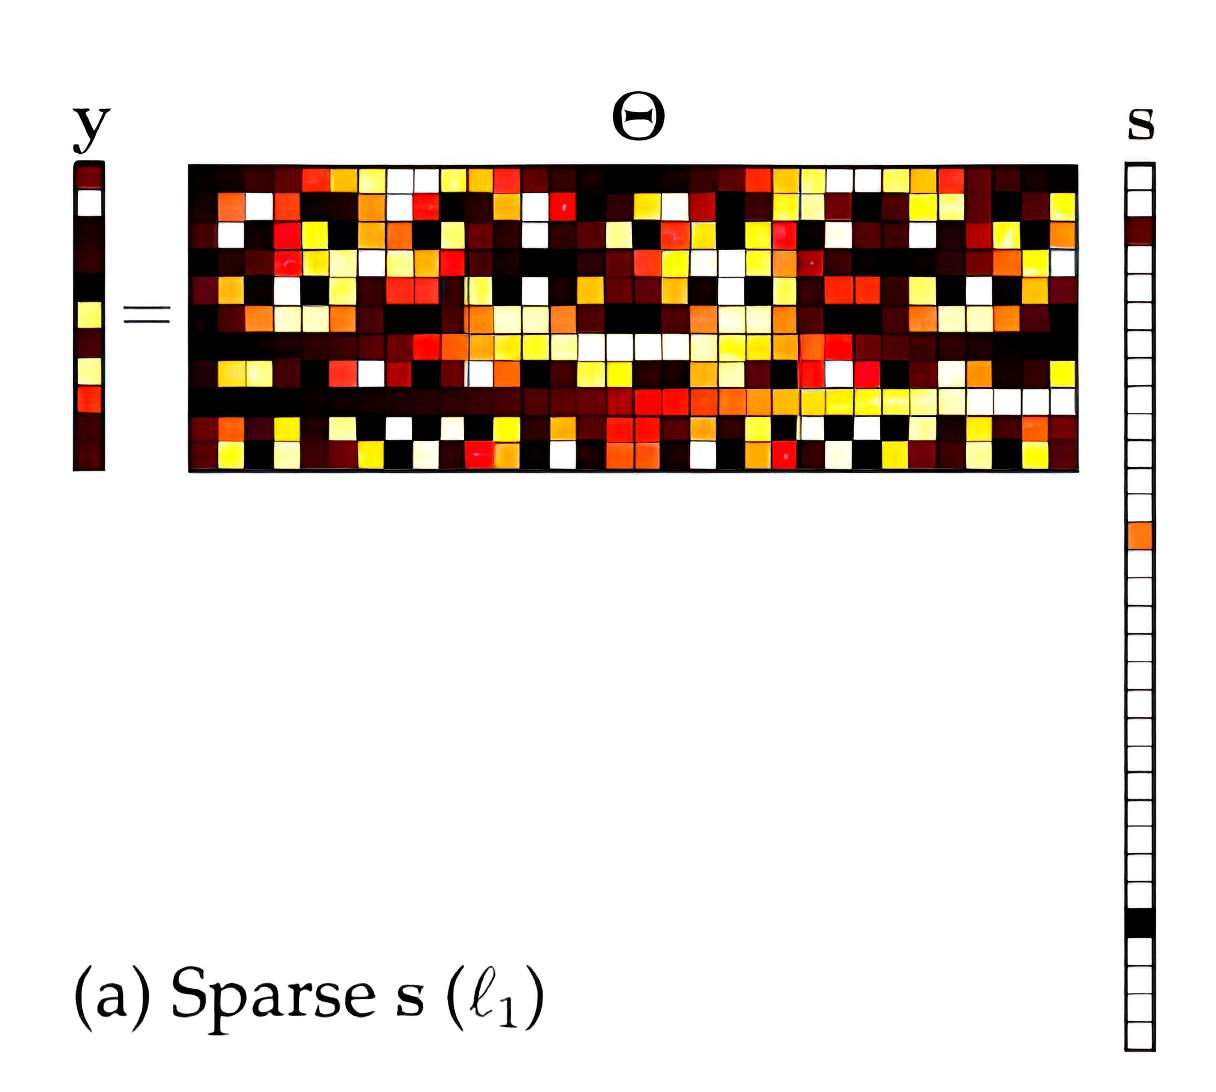 y = Θ s
(a) Sparse s (ℓ₁)